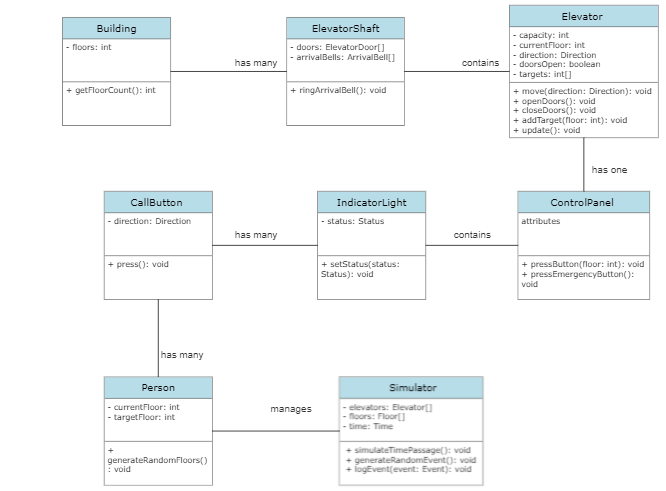 Building
- floors: int
+ getFloorCount(): int
has many
ElevatorShaft
- doors: ElevatorDoor[]
- arrivalBells: ArrivalBell[]
+ ringArrivalBell(): void
contains
Elevator
- capacity: int
- currentFloor: int
- direction: Direction
- doorsOpen: boolean
- targets: int[]
+ move(direction: Direction): void
+ openDoors(): void
+ closeDoors(): void
+ addTarget(floor: int): void
+ update(): void
has one
CallButton
- direction: Direction
+ press(): void
has many
IndicatorLight
- status: Status
+ setStatus(status:
Status): void
contains
ControlPanel
attributes
+ pressButton(floor: int): void
+ pressEmergencyButton():
void
has many
Person
- currentFloor: int
- targetFloor: int
+
generateRandomFloors()
: void
manages
Simulator
- elevators: Elevator[]
- floors: Floor[]
- time: Time
+ simulateTimePassage(): void
+ generateRandomEvent(): void
+ logEvent(event: Event): void